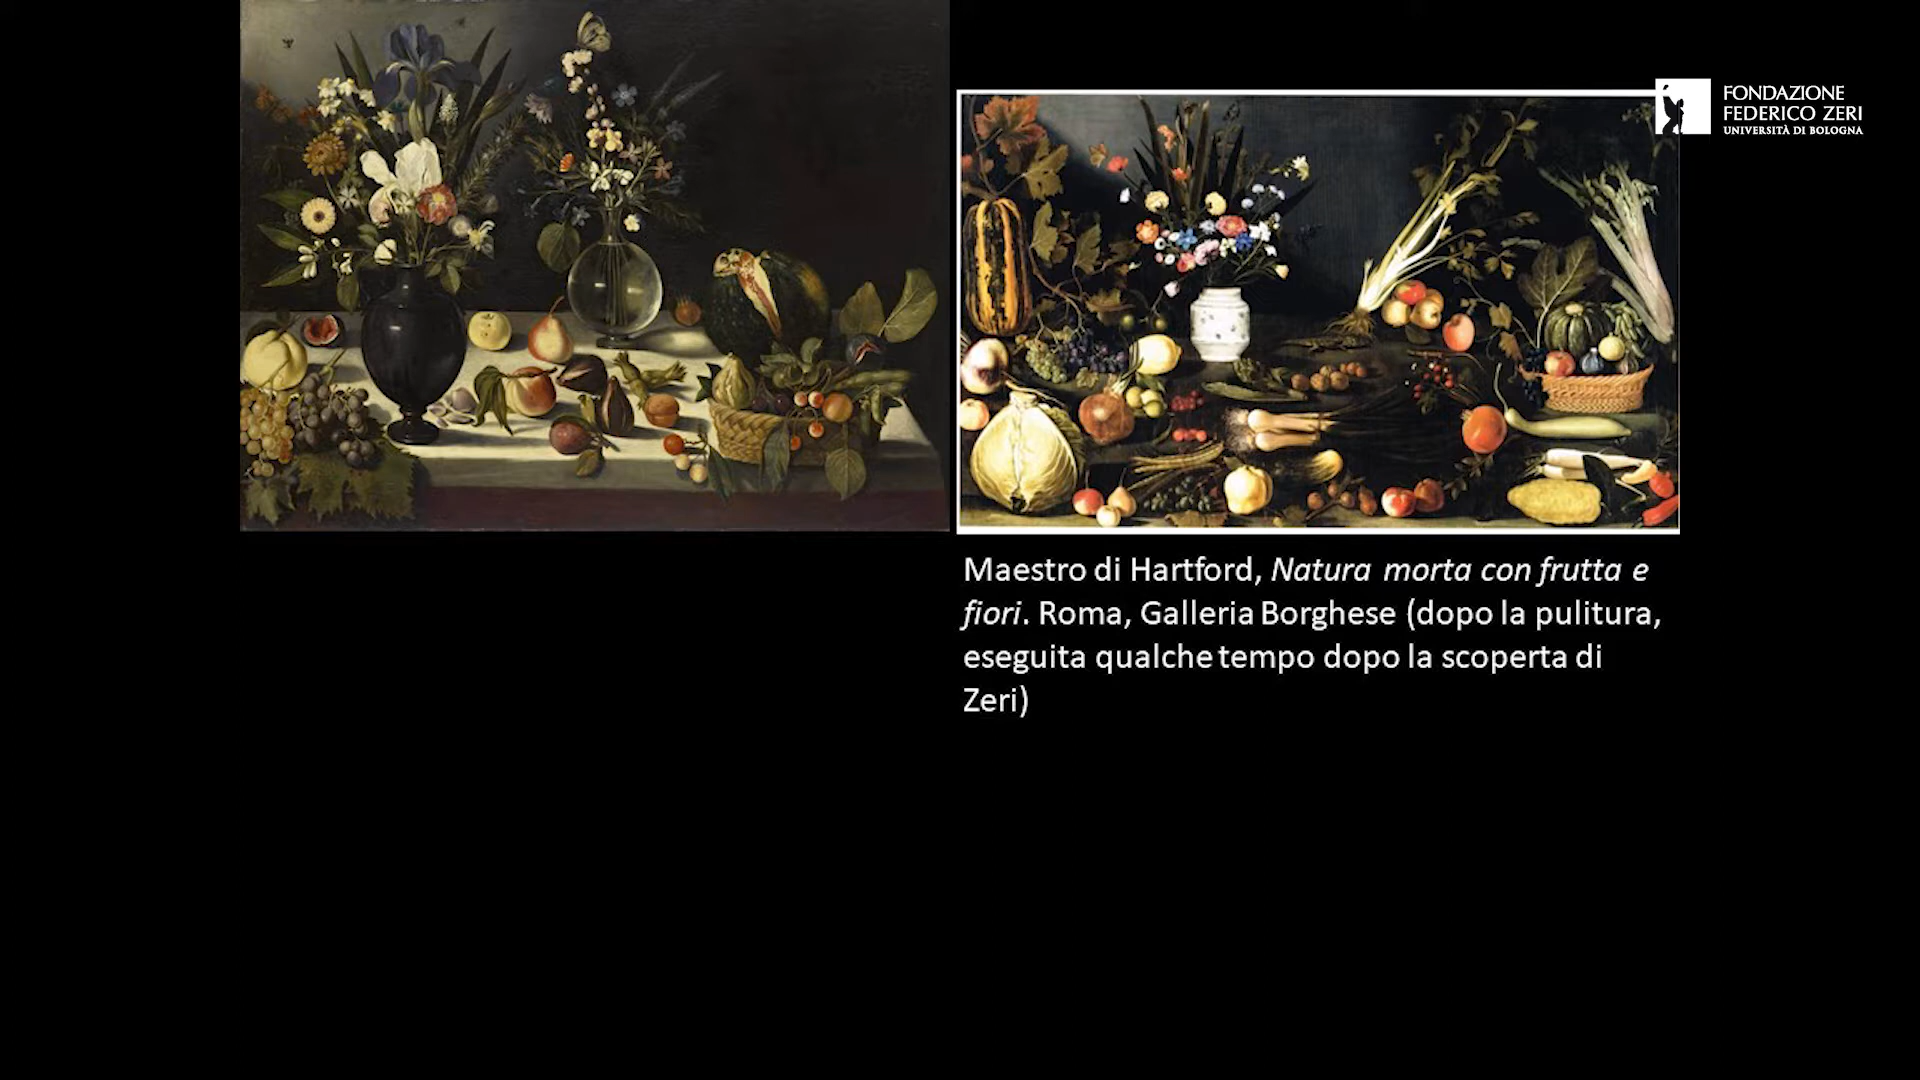 FONDAZIONE
FEDERICO ZERI
UNIVERSITÀ DI BOLOGNA
Maestro di Hartford, Natura morta con frutta e
fiori. Roma, Galleria Borghese (dopo la pulitura,
eseguita qualche tempo dopo la scoperta di
Zeri)